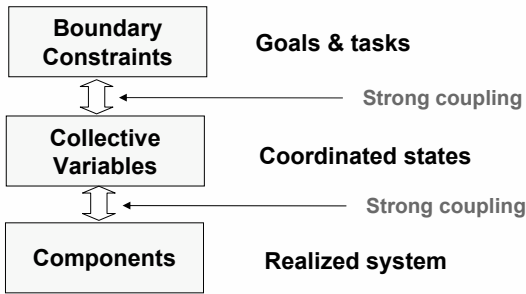 Boundary
Constraints
Goals & tasks
Strong coupling
Collective
Variables
Coordinated states
Strong coupling
Components
Realized system